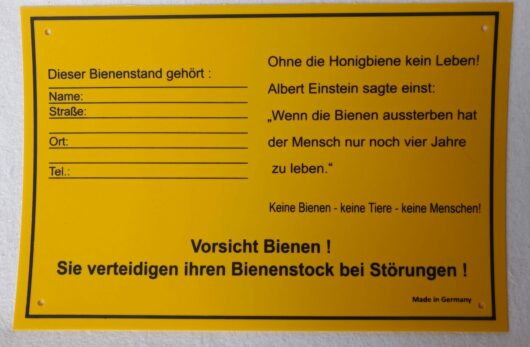 Dieser Bienenstand gehört :
Name:
Straße:
Ort:
Tel.:
Ohne die Honigbiene kein Leben!
Albert Einstein sagte einst:
„Wenn die Bienen aussterben hat
der Mensch nur noch vier Jahre
zu leben.“
Keine Bienen - keine Tiere - keine Menschen!
Vorsicht Bienen !
Sie verteidigen ihren Bienenstock bei Störungen !
Made in Germany